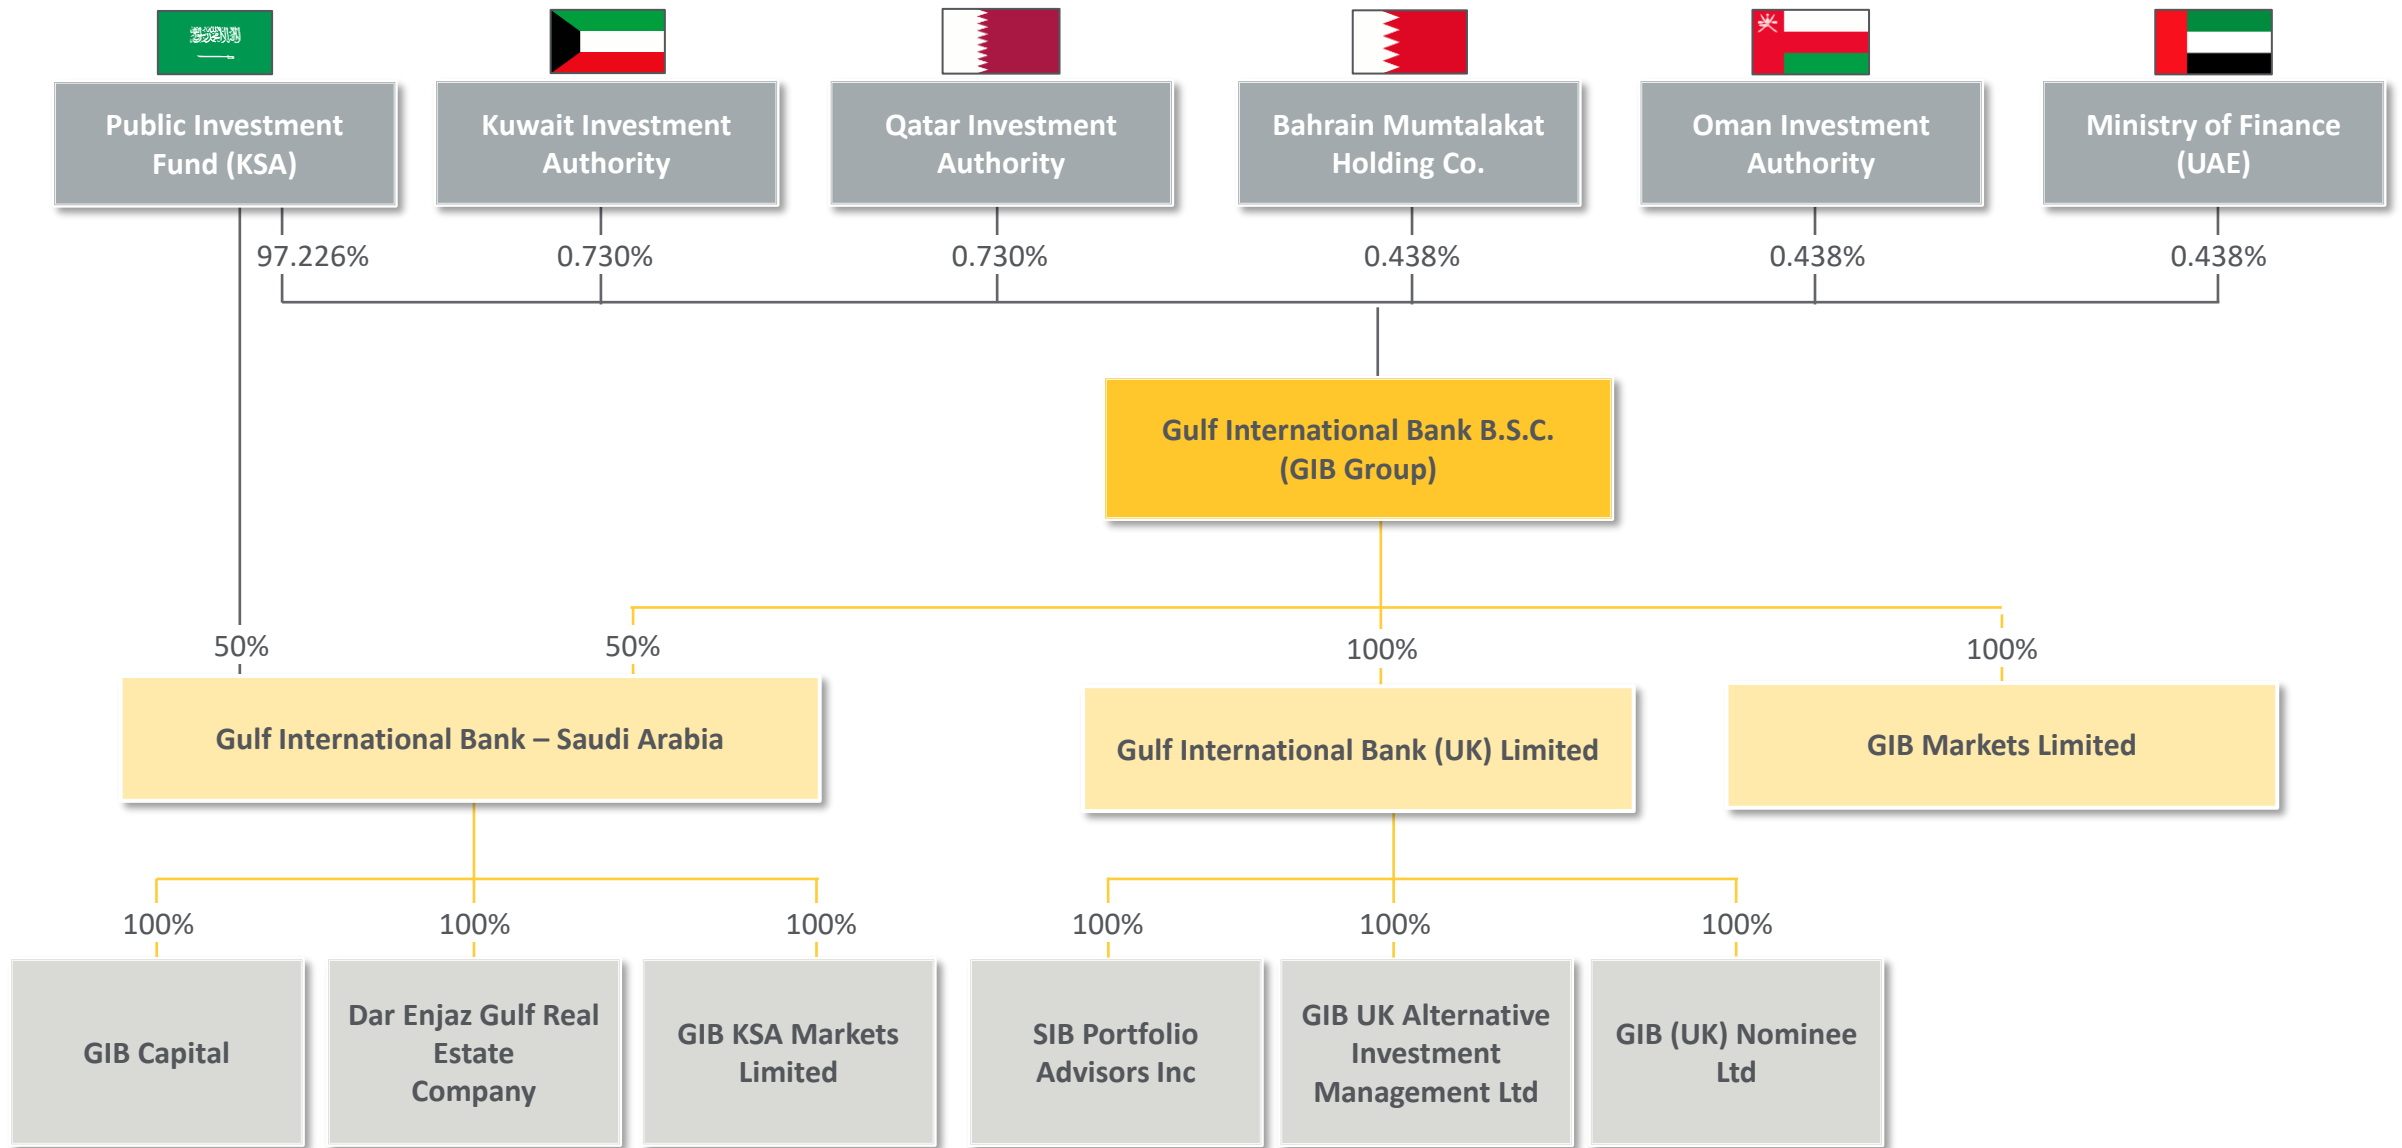 Public Investment
Fund (KSA)
Kuwait Investment
Authority
Qatar Investment
Authority
Bahrain Mumtalakat
Holding Co.
Oman Investment
Authority
Ministry of Finance
(UAE)
97.226%
0.730%
0.730%
0.438%
0.438%
0.438%
Gulf International Bank B.S.C.
(GIB Group)
50%
50%
100%
100%
Gulf International Bank – Saudi Arabia
Gulf International Bank (UK) Limited
GIB Markets Limited
100%
100%
100%
100%
100%
100%
GIB Capital
Dar Enjaz Gulf Real
Estate
Company
GIB KSA Markets
Limited
SIB Portfolio
Advisors Inc
GIB UK Alternative
Investment
Management Ltd
GIB (UK) Nominee
Ltd